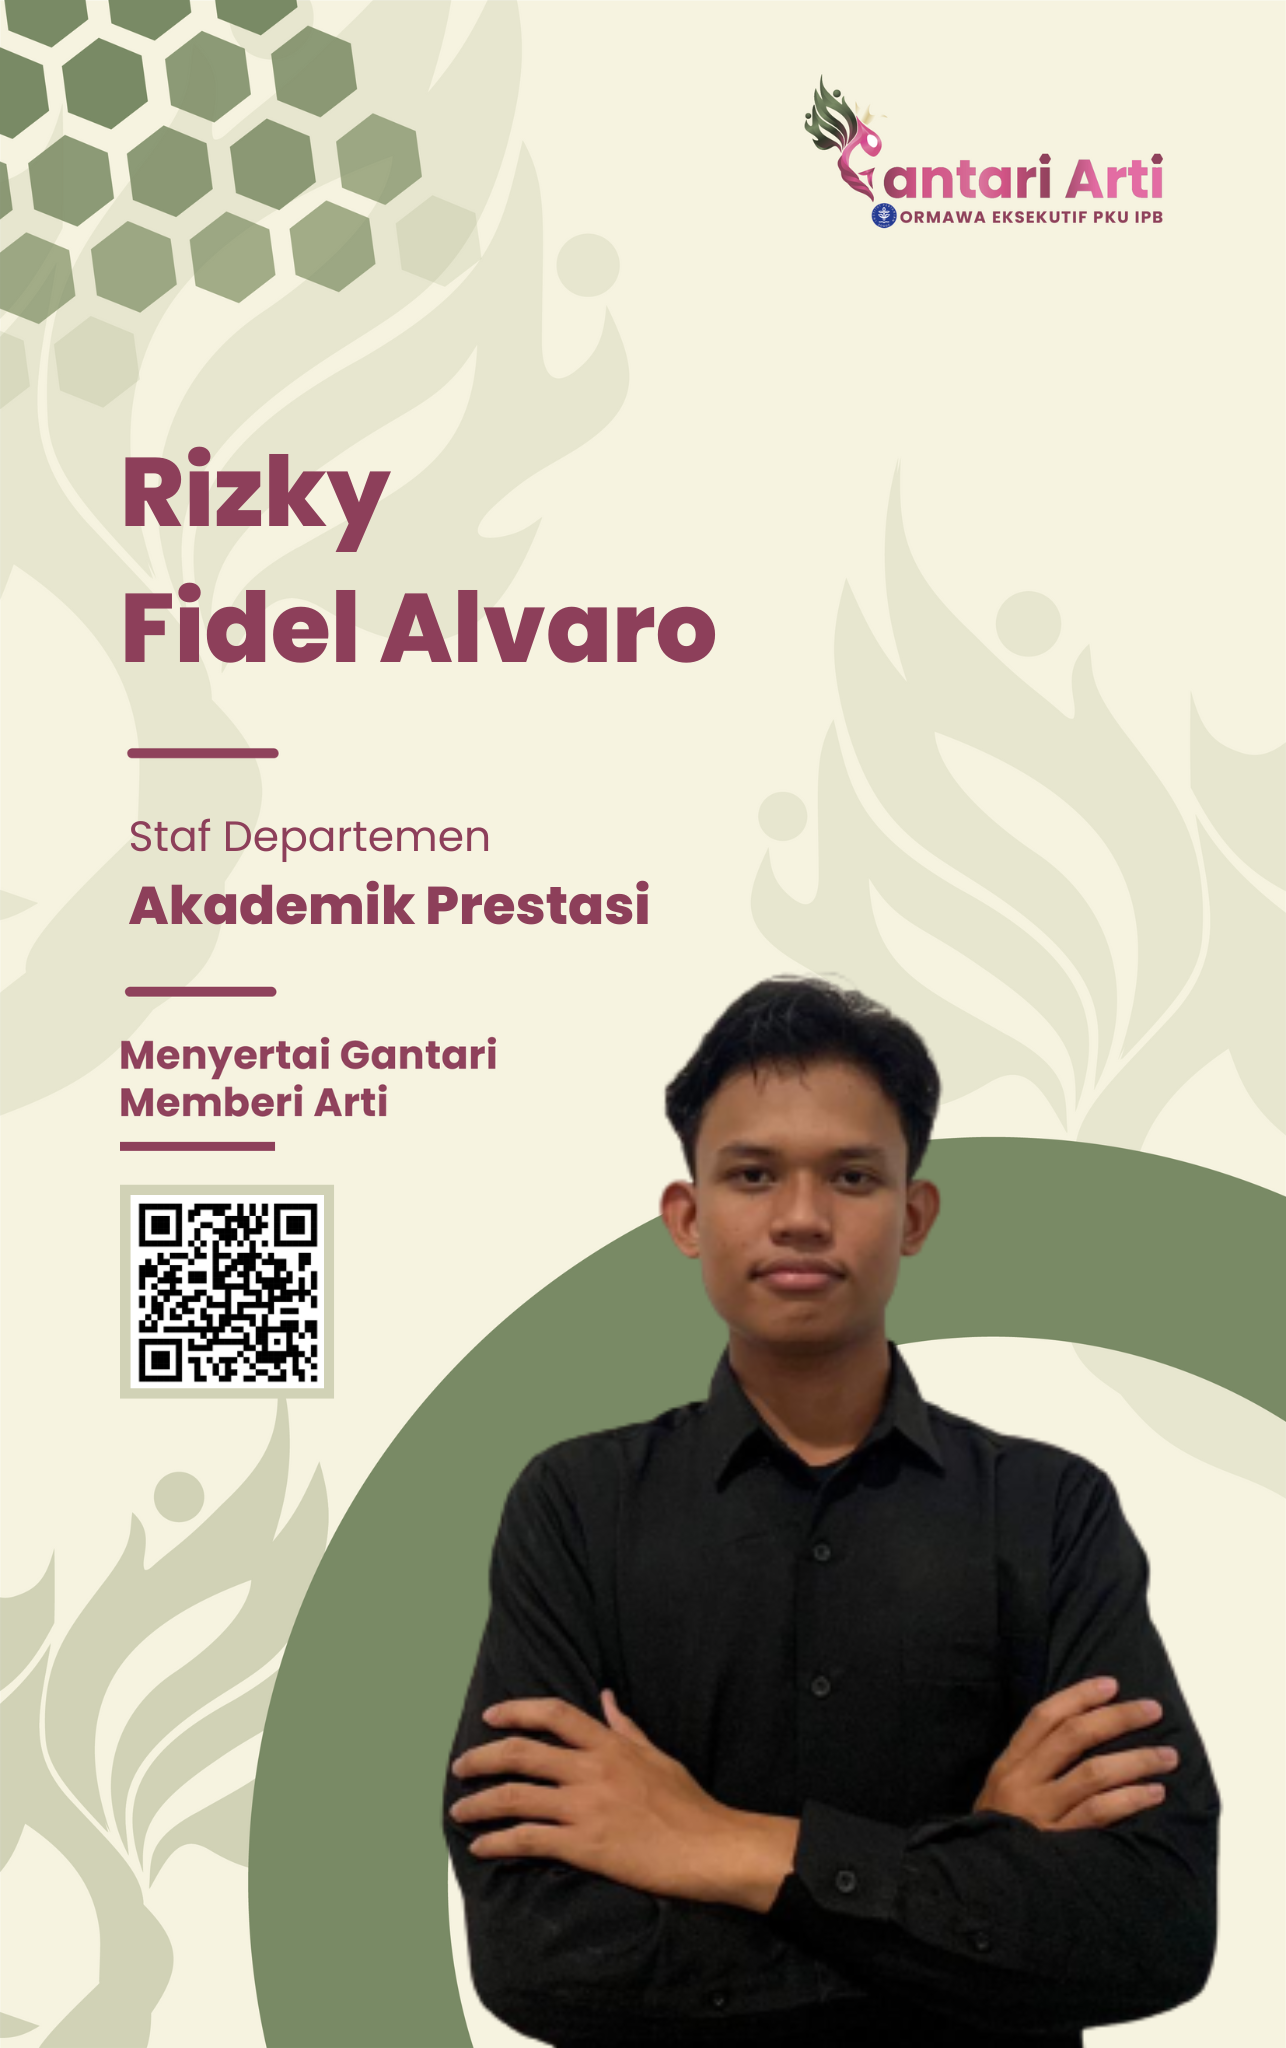 Gantari Arti
ORMAWA EKSEKUTIF PKU IPB
Rizky
Fidel Alvaro
Staf Departemen
Akademik Prestasi
Menyertai Gantari
Memberi Arti